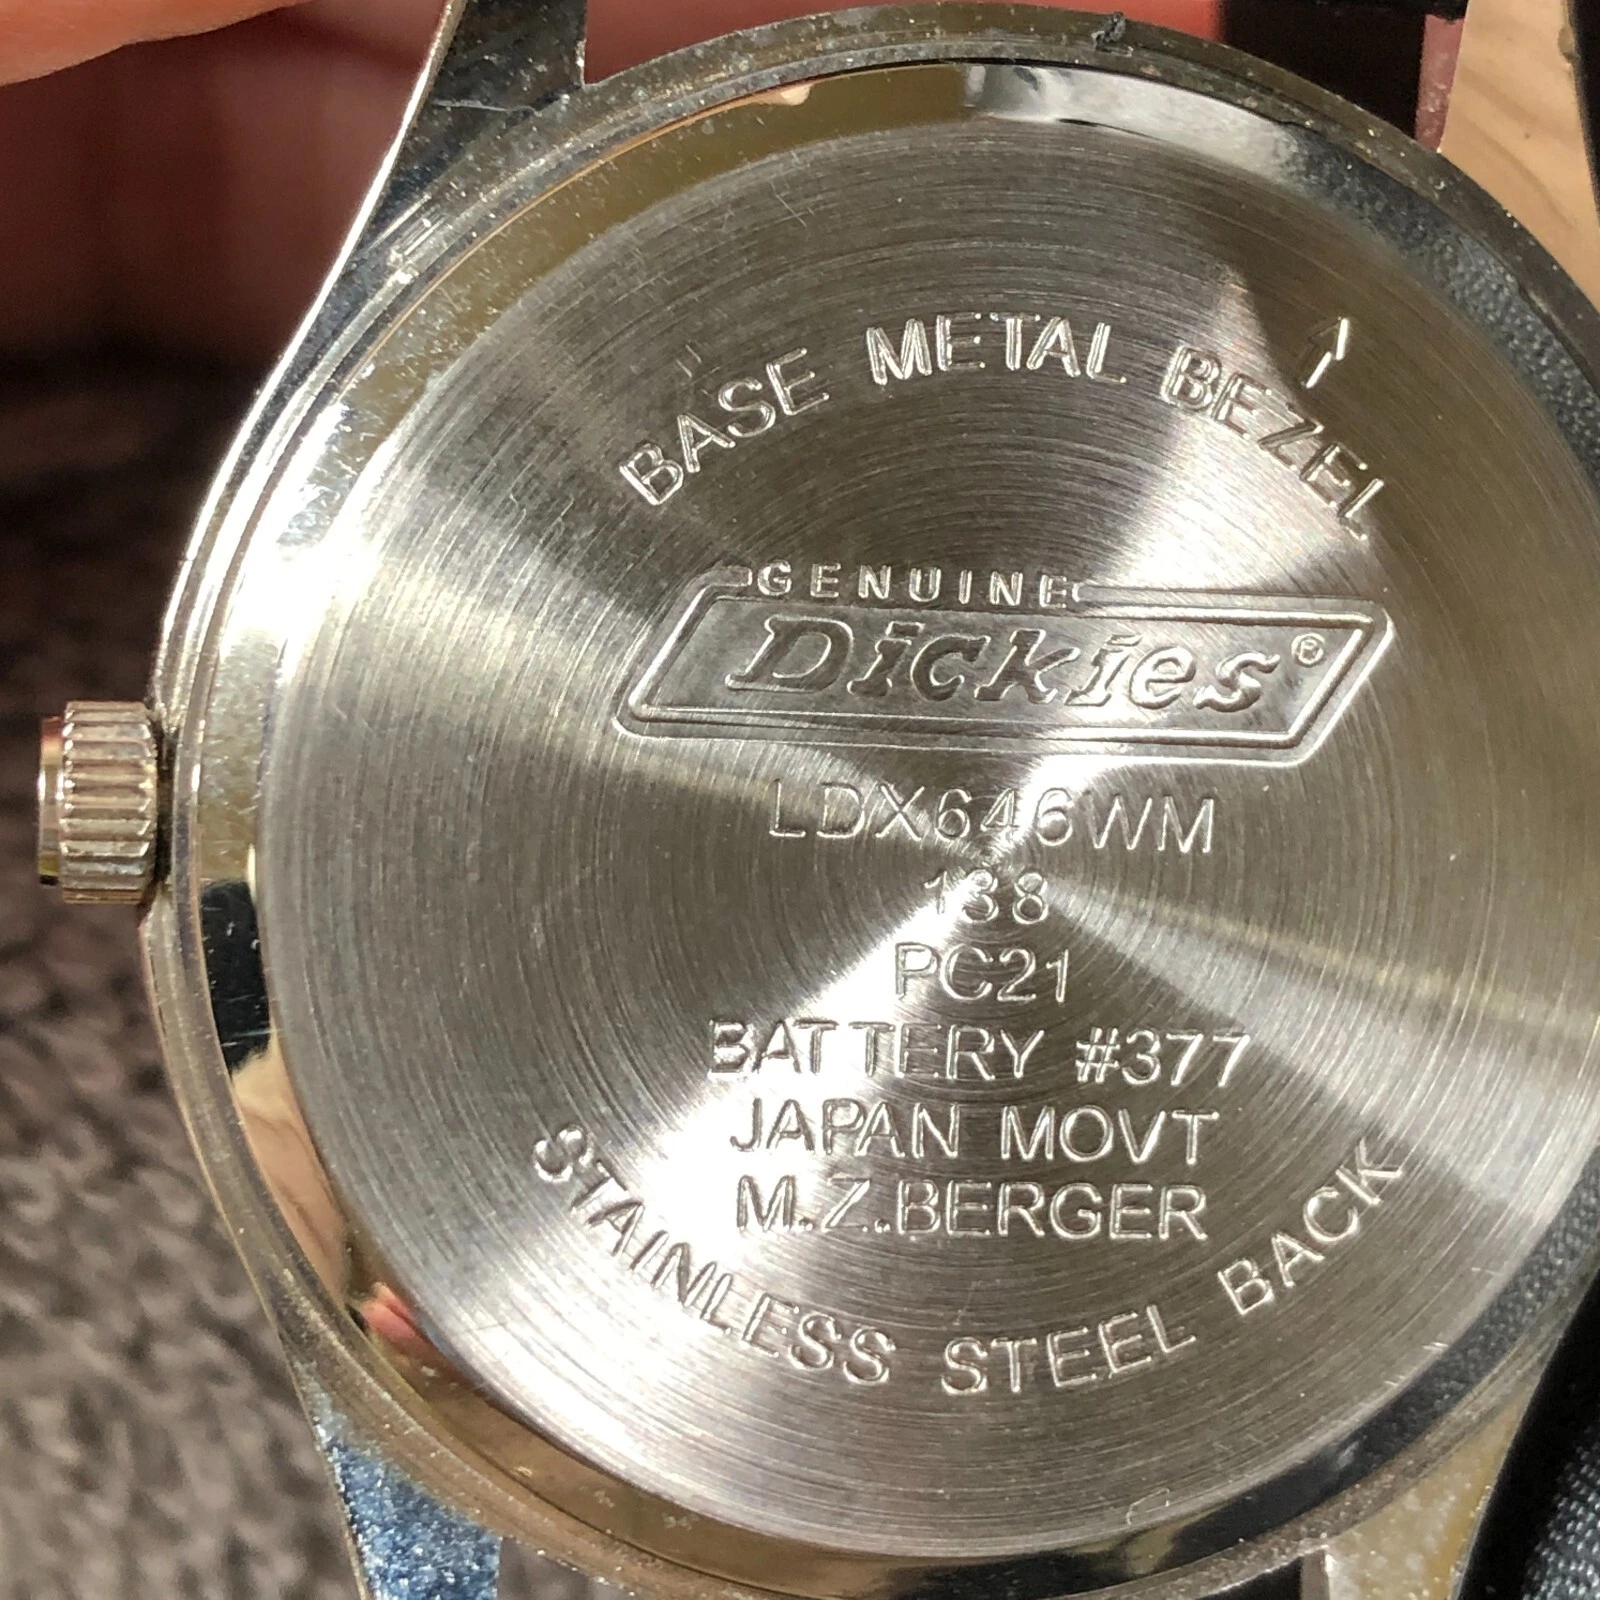 BASE METAL BEZEL
GENUINE
Dickies®
LDX646WM
138
PC21
BATTERY #377
JAPAN MOVT
M.Z..BERGER
STAINLESS STEEL BACK